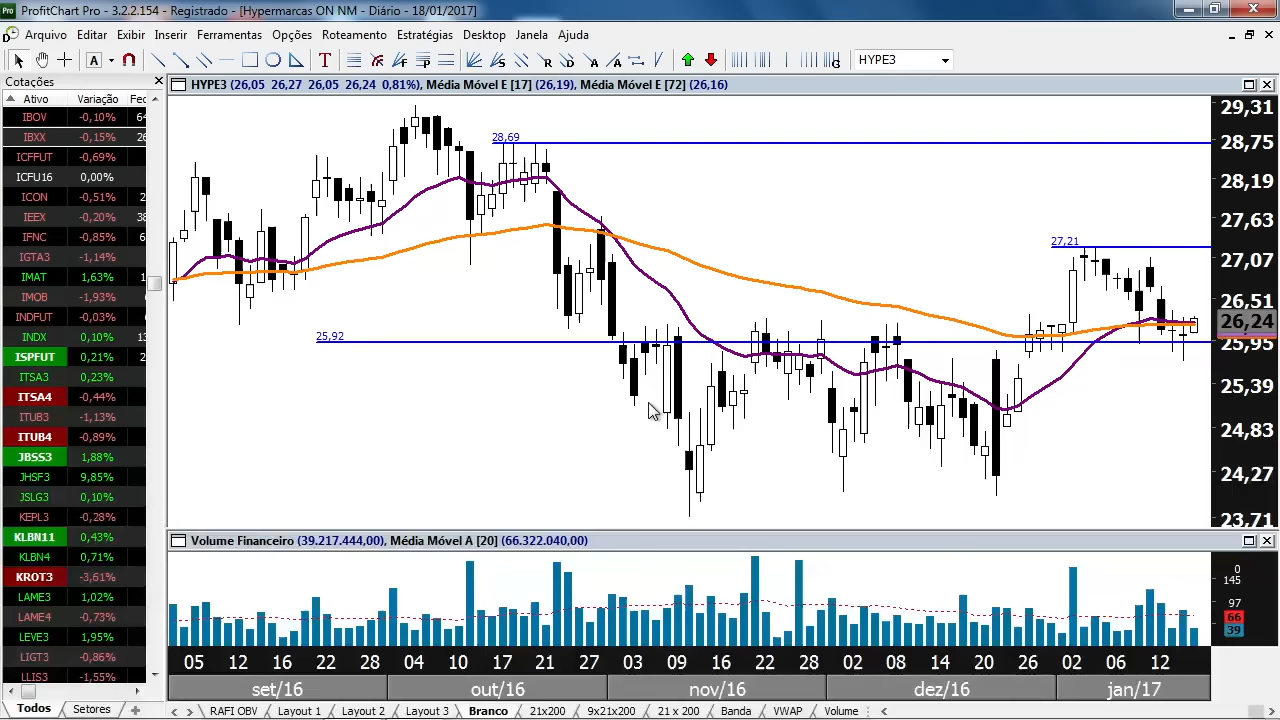 ProfitChart Pro - 3.2.2.154 - Registrado - [Hypermarcas ON NM - Diário - 18/01/2017]
Arquivo Editar Exibir Inserir Ferramentas Opções Roteamento Estratégias Desktop Janela Ajuda
HYPE3
Cotações
Ativo Variação Fec
IBOV -0,10% 64
IBXX -0,15% 26
ICFFUT -0,69%
ICFU16 0,00%
ICON -0,51% 2
IEEX -0,20% 38
IFNC -0,85% 6
IGTA3 -1,14%
IMAT 1,63% 1
IMOB -1,93%
INDFUT -0,03%
INDX 0,10% 13
ISPFUT 0,21% 2
ITSA3 0,23%
ITSA4 -0,44%
ITUB3 -1,13%
ITUB4 -0,89%
JBSS3 1,88%
JHSF3 9,85%
JSLG3 0,10%
KEPL3 -0,28%
KLBN11 0,43%
KLBN4 0,71%
KROT3 -3,61%
LAME3 1,02%
LAME4 -0,73%
LEVE3 1,95%
LIGT3 -0,86%
LLIS3 -1,55%
Todos Setores
HYPE3 (26,05 26,27 26,05 26,24 0,81%), Média Móvel E [17] (26,19), Média Móvel E [72] (26,16)
28,69
27,21
25,92
29,31
28,75
28,19
27,63
27,07
26,51
26,24
25,95
25,39
24,83
24,27
23,71
Volume Financeiro (39.217.444,00), Média Móvel A [20] (66.322.040,00)
0
145
97
66
39
05 12 16 22 28 04 10 17 21 27 03 09 16 22 28 02 08 14 20 26 02 06 12
set/16 out/16 nov/16 dez/16 jan/17
RAFI OBV Layout 1 Layout 2 Layout 3 Branco 21x200 9x21x200 21 x 200 Banda VWAP Volume